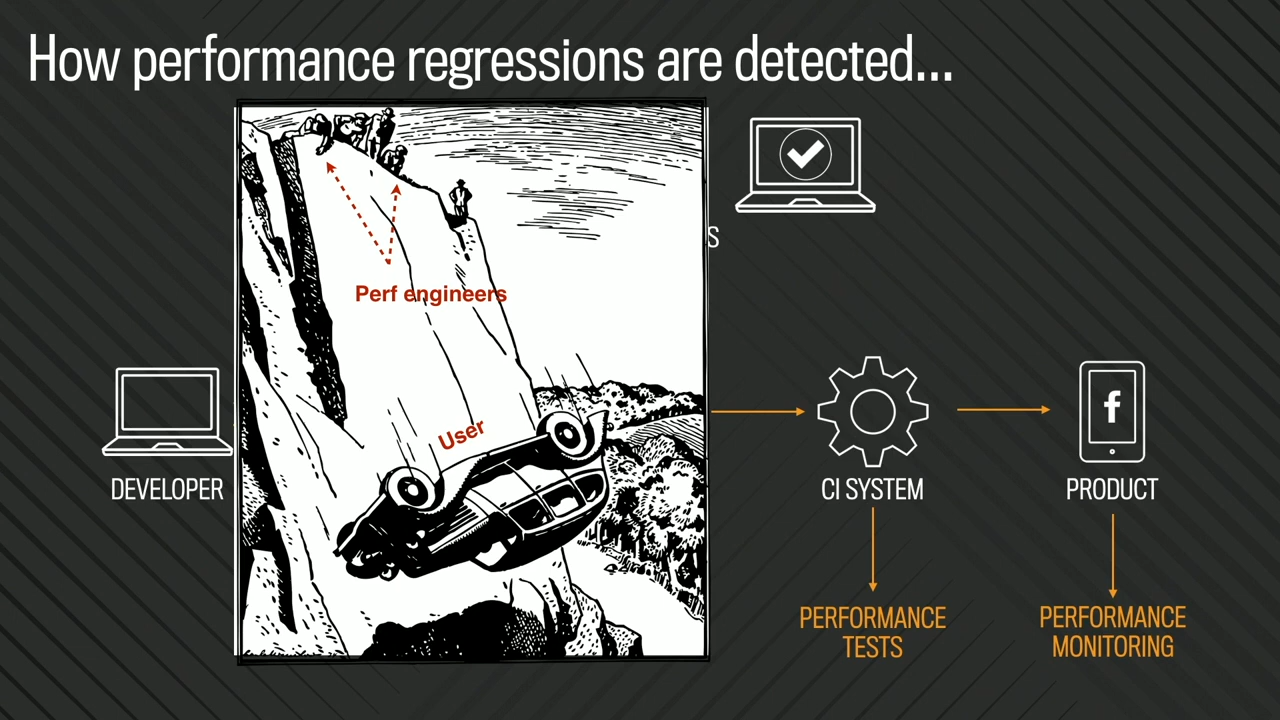 How performance regressions are detected...
S
Perf engineers
User
DEVELOPER
CI SYSTEM
f
PRODUCT
PERFORMANCE
TESTS
PERFORMANCE
MONITORING